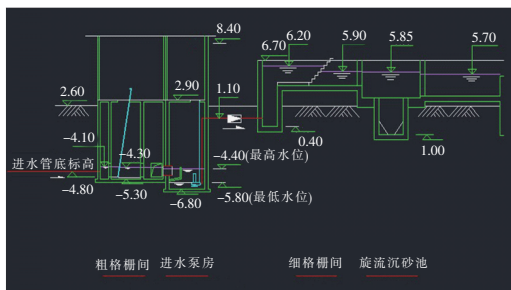 8.40
6.70
6.20
5.90
5.85
5.70
2.60
2.90
1.10
0.40
1.00
-4.10
-4.30
-4.40(最高水位)
进水管底标高
-4.80
-5.30
-5.80(最低水位)
-6.80
粗格栅间
进水泵房
细格栅间
旋流沉砂池